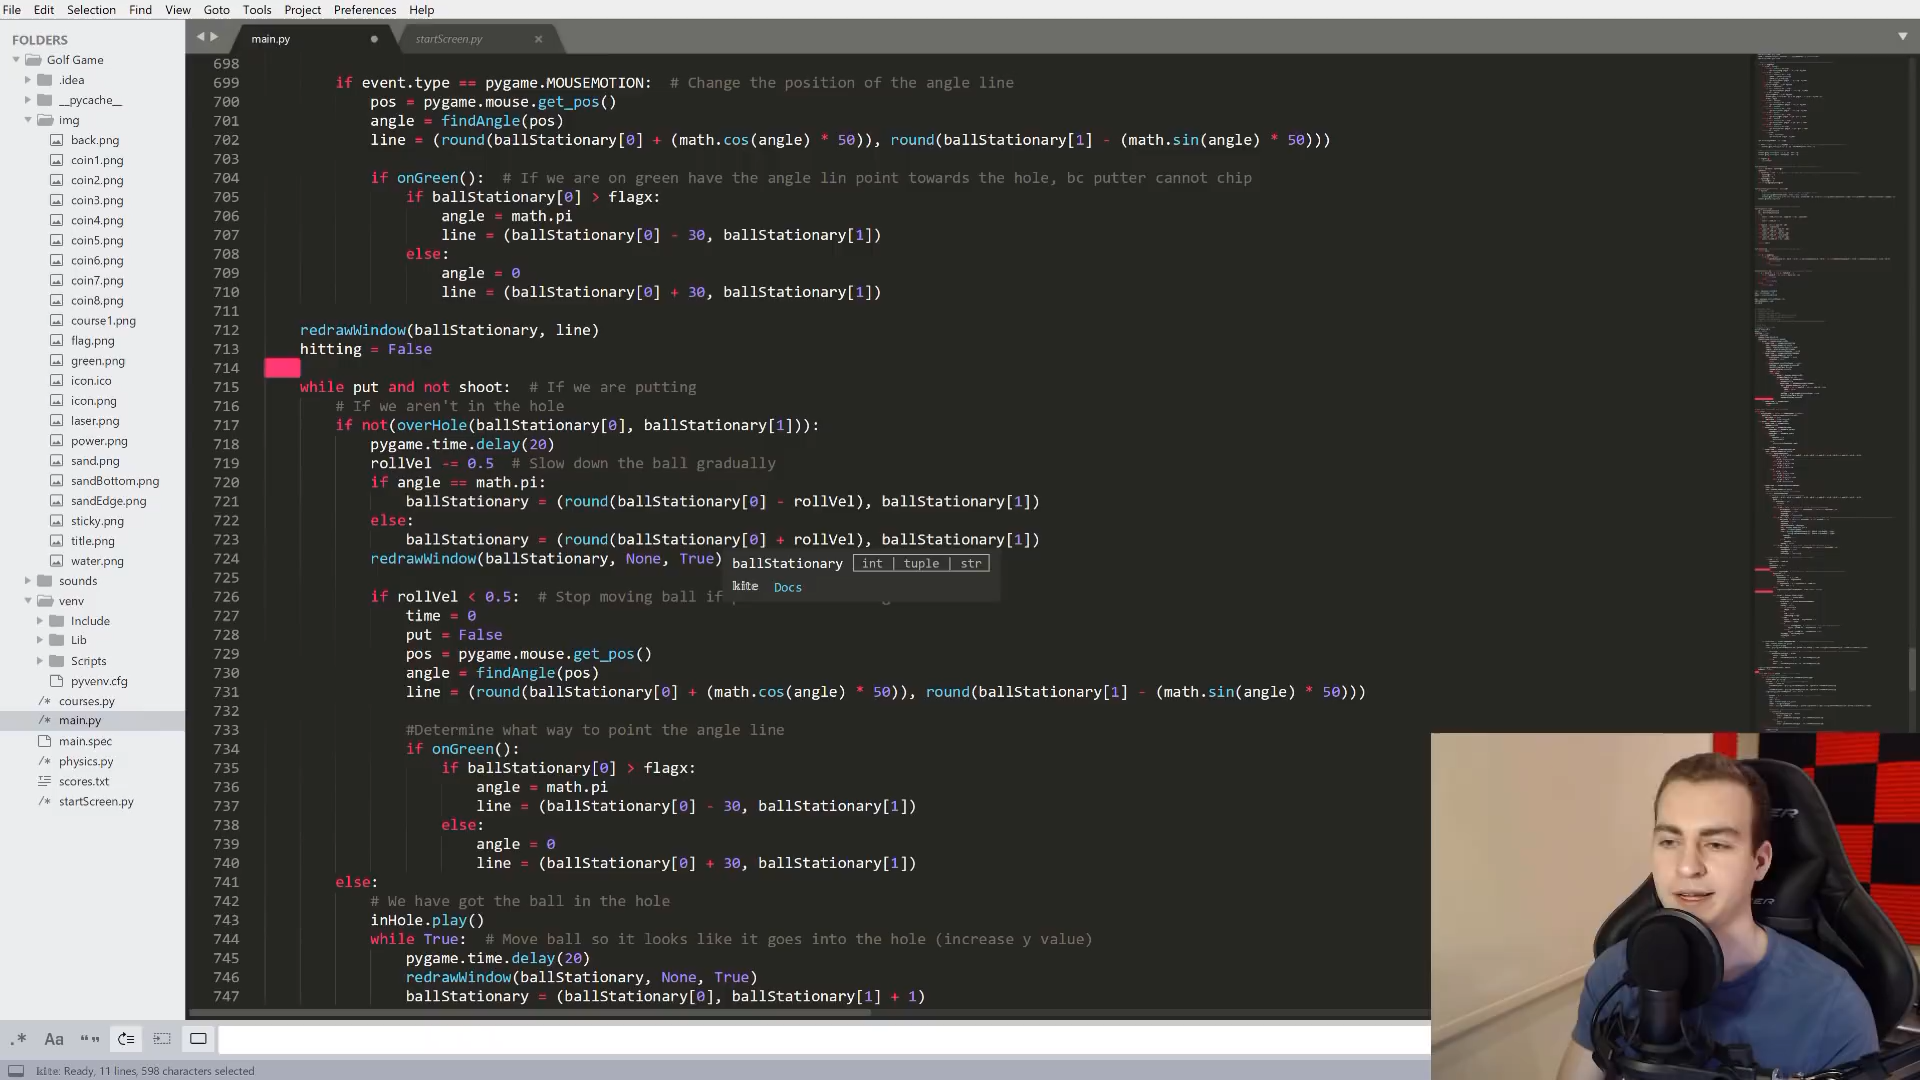 File Edit Selection Find View Goto Tools Project Preferences Help
FOLDERS
Golf Game
.idea
__pycache__
img
back.png
coin1.png
coin2.png
coin3.png
coin4.png
coin5.png
coin6.png
coin7.png
coin8.png
course1.png
flag.png
green.png
icon.ico
icon.png
laser.png
power.png
sand.png
sandBottom.png
sandEdge.png
sticky.png
title.png
water.png
sounds
venv
Include
Lib
Scripts
pyvenv.cfg
courses.py
main.py
main.spec
physics.py
scores.txt
startScreen.py
main.py startScreen.py
698
699 if event.type == pygame.MOUSEMOTION: # Change the position of the angle line
700 pos = pygame.mouse.get_pos()
701 angle = findAngle(pos)
702 line = (round(ballStationary[0] + (math.cos(angle) * 50)), round(ballStationary[1] - (math.sin(angle) * 50)))
703
704 if onGreen(): # If we are on green have the angle lin point towards the hole, bc putter cannot chip
705 if ballStationary[0] > flagx:
706 angle = math.pi
707 line = (ballStationary[0] - 30, ballStationary[1])
708 else:
709 angle = 0
710 line = (ballStationary[0] + 30, ballStationary[1])
711
712 redrawWindow(ballStationary, line)
713 hitting = False
714
715 while put and not shoot: # If we are putting
716 # If we aren't in the hole
717 if not(overHole(ballStationary[0], ballStationary[1])):
718 pygame.time.delay(20)
719 rollVel -= 0.5 # Slow down the ball gradually
720 if angle == math.pi:
721 ballStationary = (round(ballStationary[0] - rollVel), ballStationary[1])
722 else:
723 ballStationary = (round(ballStationary[0] + rollVel), ballStationary[1])
724 redrawWindow(ballStationary, None, True)
ballStationary int | tuple | str
kite Docs
725
726 if rollVel < 0.5: # Stop moving ball if
727 time = 0
728 put = False
729 pos = pygame.mouse.get_pos()
730 angle = findAngle(pos)
731 line = (round(ballStationary[0] + (math.cos(angle) * 50)), round(ballStationary[1] - (math.sin(angle) * 50)))
732
733 #Determine what way to point the angle line
734 if onGreen():
735 if ballStationary[0] > flagx:
736 angle = math.pi
737 line = (ballStationary[0] - 30, ballStationary[1])
738 else:
739 angle = 0
740 line = (ballStationary[0] + 30, ballStationary[1])
741 else:
742 # We have got the ball in the hole
743 inHole.play()
744 while True: # Move ball so it looks like it goes into the hole (increase y value)
745 pygame.time.delay(20)
746 redrawWindow(ballStationary, None, True)
747 ballStationary = (ballStationary[0], ballStationary[1] + 1)
.* Aa “”
kite: Ready, 11 lines, 598 characters selected